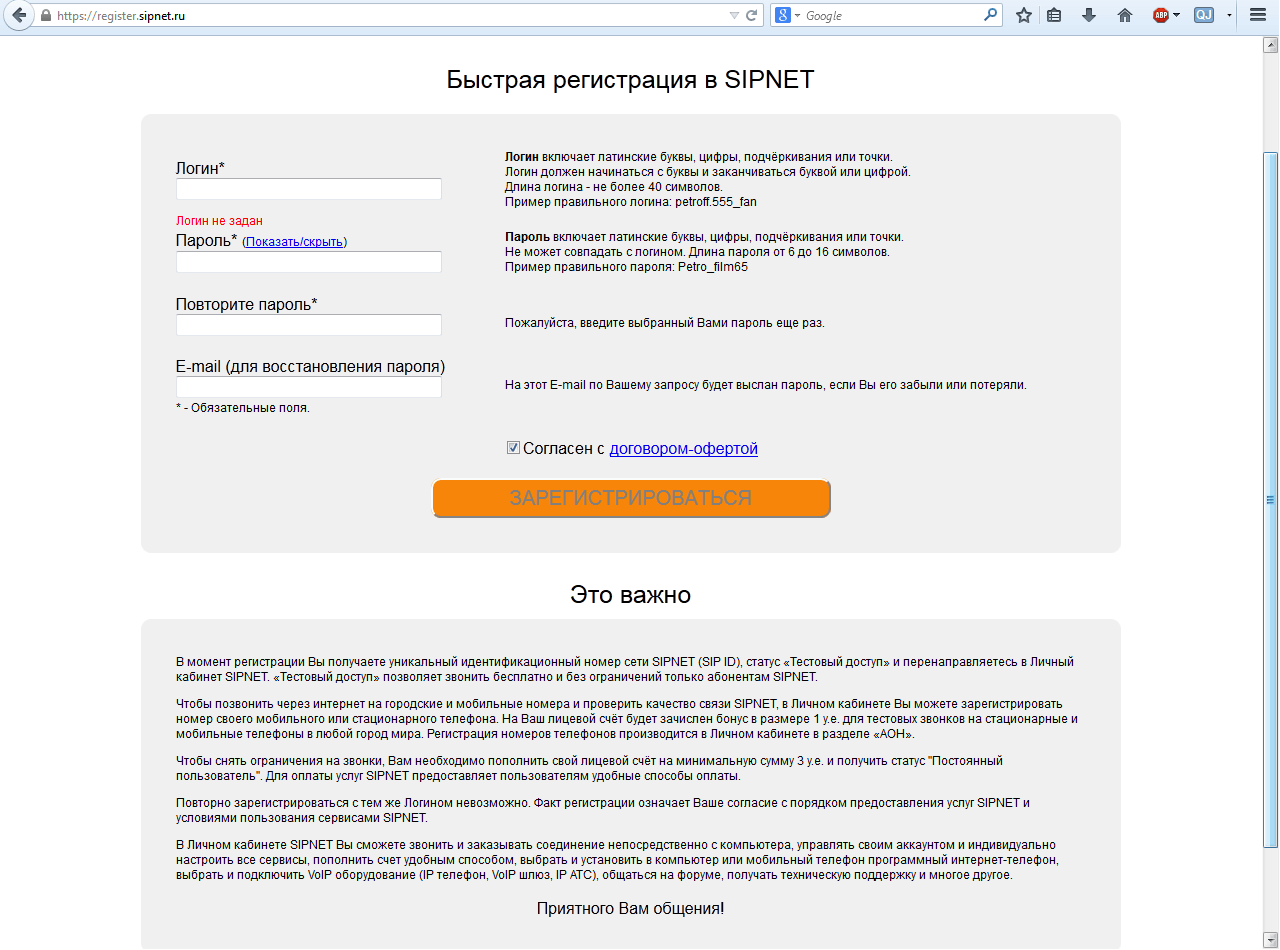 https://register.sipnet.ru
8
Google
ABP
QJ
Быстрая регистрация в SIPNET
Логин*
Логин включает латинские буквы, цифры, подчёркивания или точки.
Логин должен начинаться с буквы и заканчиваться буквой или цифрой.
Длина логина - не более 40 символов.
Пример правильного логина: petroff.555_fan
Логин не задан
Пароль* (Показать/скрыть)
Пароль включает латинские буквы, цифры, подчёркивания или точки.
Не может совпадать с логином. Длина пароля от 6 до 16 символов.
Пример правильного пароля: Petro_film65
Повторите пароль*
Пожалуйста, введите выбранный Вами пароль еще раз.
E-mail (для восстановления пароля)
На этот E-mail по Вашему запросу будет выслан пароль, если Вы его забыли или потеряли.
* - Обязательные поля.
Согласен с договором-офертой
ЗАРЕГИСТРИРОВАТЬСЯ
Это важно
В момент регистрации Вы получаете уникальный идентификационный номер сети SIPNET (SIP ID), статус «Тестовый доступ» и перенаправляетесь в Личный
кабинет SIPNET. «Тестовый доступ» позволяет звонить бесплатно и без ограничений только абонентам SIPNET.
Чтобы позвонить через интернет на городские и мобильные номера и проверить качество связи SIPNET, в Личном кабинете Вы можете зарегистрировать
номер своего мобильного или стационарного телефона. На Ваш лицевой счёт будет зачислен бонус в размере 1 у.е. для тестовых звонков на стационарные и
мобильные телефоны в любой город мира. Регистрация номеров телефонов производится в Личном кабинете в разделе «АОН».
Чтобы снять ограничения на звонки, Вам необходимо пополнить свой лицевой счёт на минимальную сумму 3 у.е. и получить статус "Постоянный
пользователь". Для оплаты услуг SIPNET предоставляет пользователям удобные способы оплаты.
Повторно зарегистрироваться с тем же Логином невозможно. Факт регистрации означает Ваше согласие с порядком предоставления услуг SIPNET и
условиями пользования сервисами SIPNET.
В Личном кабинете SIPNET Вы сможете звонить и заказывать соединение непосредственно с компьютера, управлять своим аккаунтом и индивидуально
настроить все сервисы, пополнить счет удобным способом, выбрать и установить в компьютер или мобильный телефон программный интернет-телефон,
выбрать и подключить VoIP оборудование (IP телефон, VoIP шлюз, IP АТС), общаться на форуме, получать техническую поддержку и многое другое.
Приятного Вам общения!